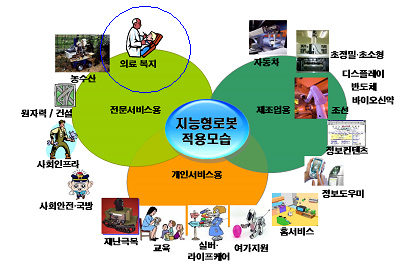 의료 복지
농수산
원자력 / 건설
사회인프라
사회안전·국방
전문서비스용
자동차
초정밀·초소형
디스플레이
반도체
바이오신약
조선
제조업용
정보컨텐츠
정보도우미
지능형로봇
적용모습
개인서비스용
재난극복
교육
실버·
라이프케어
여가지원
홈서비스